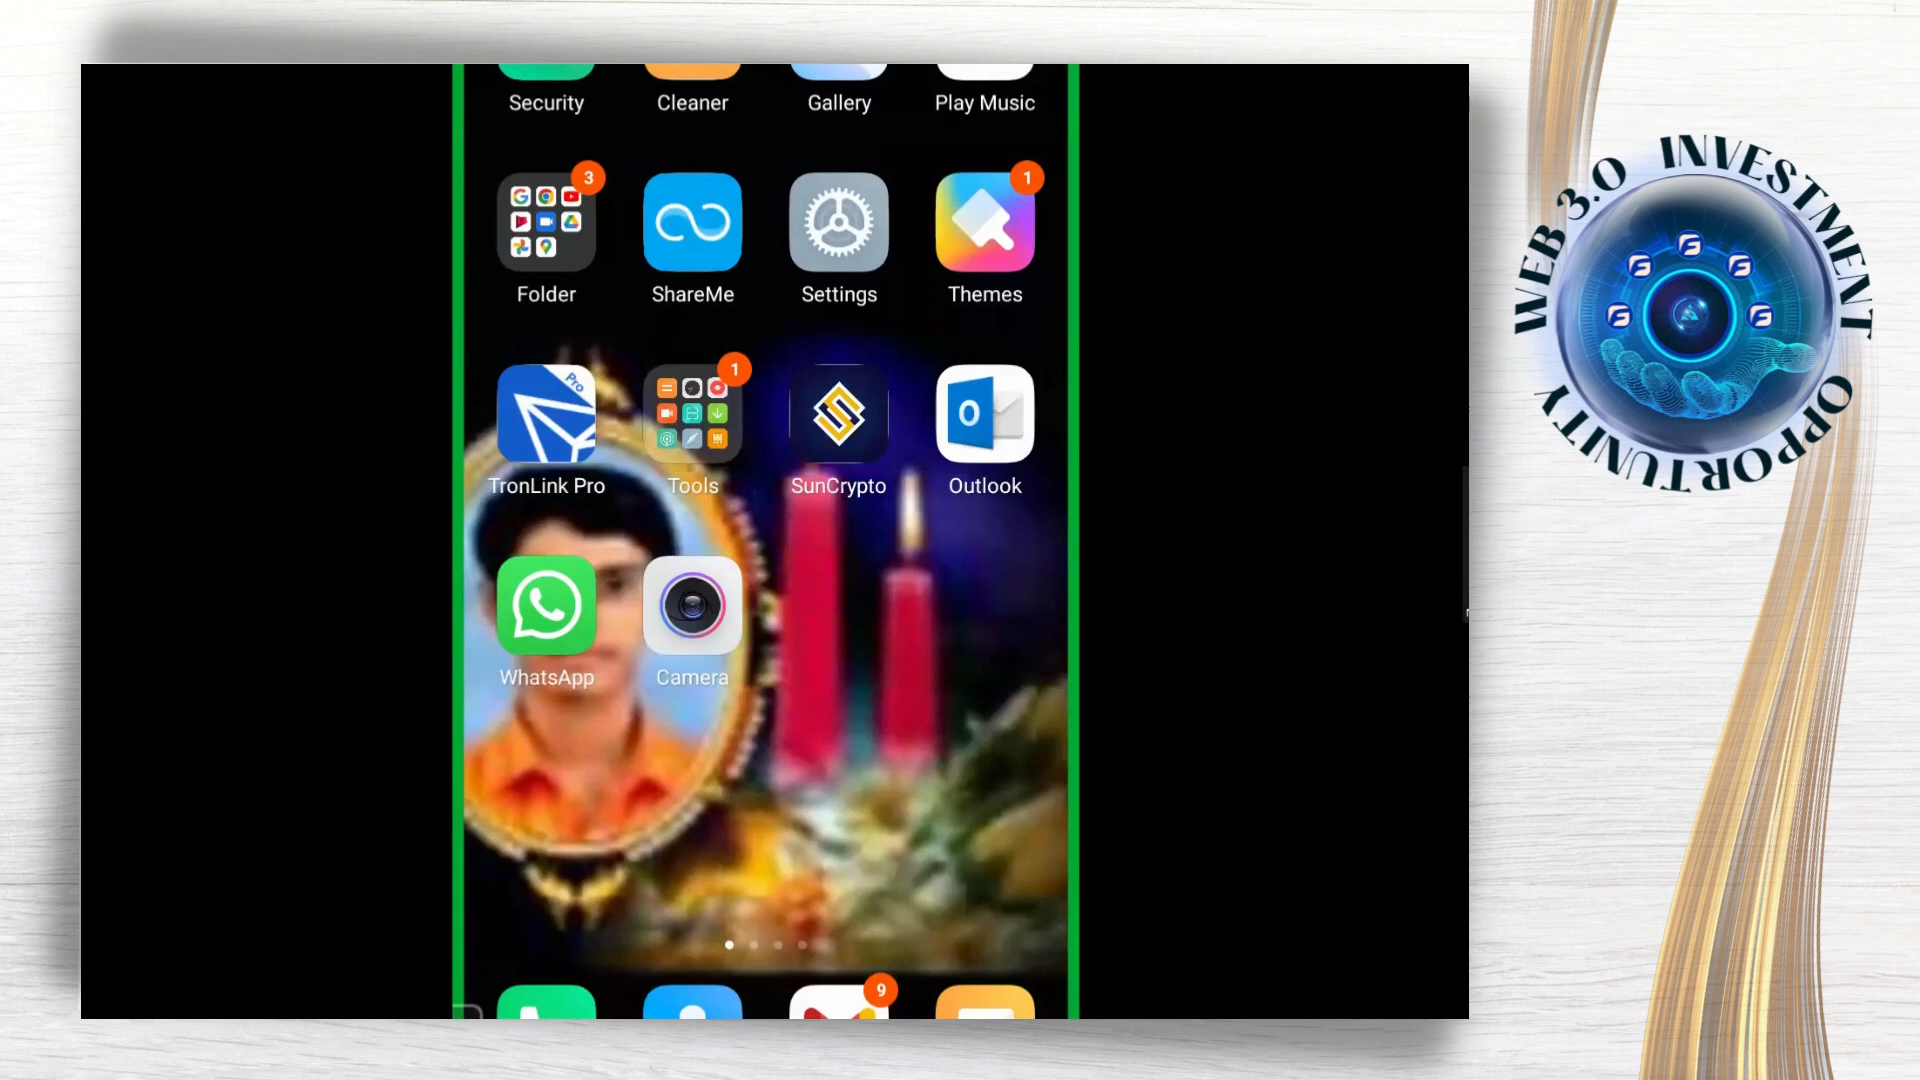 Security Cleaner Gallery Play Music
3 1
Folder ShareMe Settings Themes
Pro 1
TronLink Pro Tools SunCrypto Outlook
WhatsApp Camera
9
WEB 3.0 INVESTMENT
OPPORTUNITY